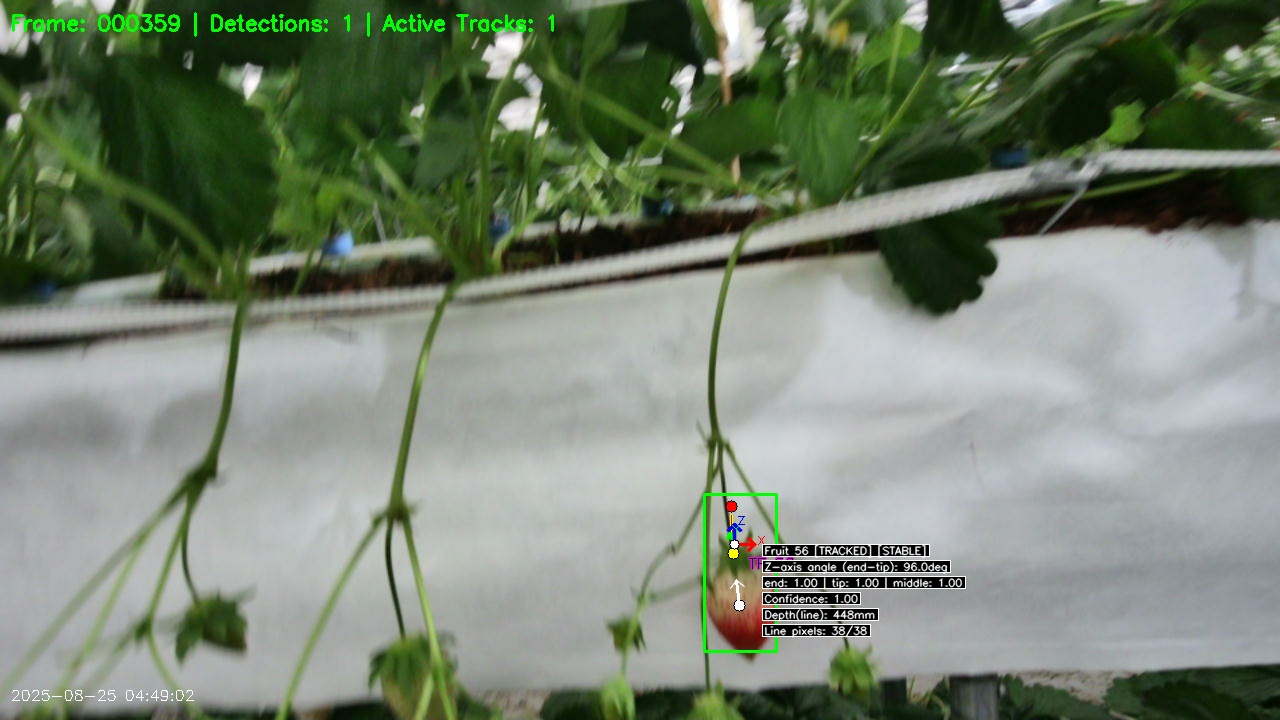 Frame: 000359 | Detections: 1 | Active Tracks: 1
Z
X
Fruit 56 [TRACKED] [STABLE]
Z-axis angle (end-tip): 96.0deg
end: 1.00 | tip: 1.00 | middle: 1.00
Confidence: 1.00
Depth(line): 448mm
Line pixels: 38/38
2025-08-25 04:49:02